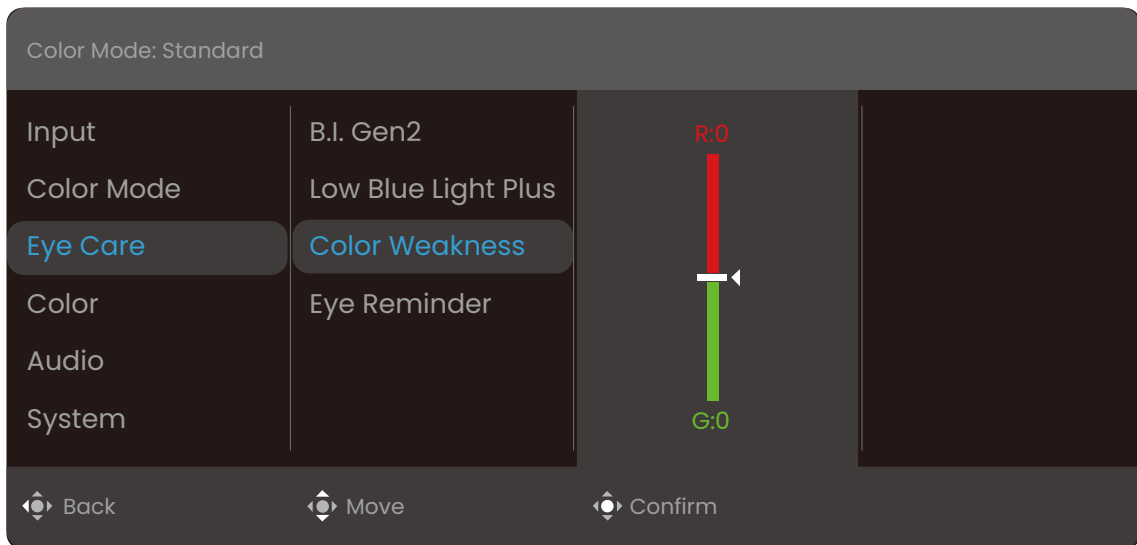 Color Mode: Standard
Input
Color Mode
Eye Care
Color
Audio
System
B.I. Gen2
Low Blue Light Plus
Color Weakness
Eye Reminder
R:0
G:0
Back
Move
Confirm